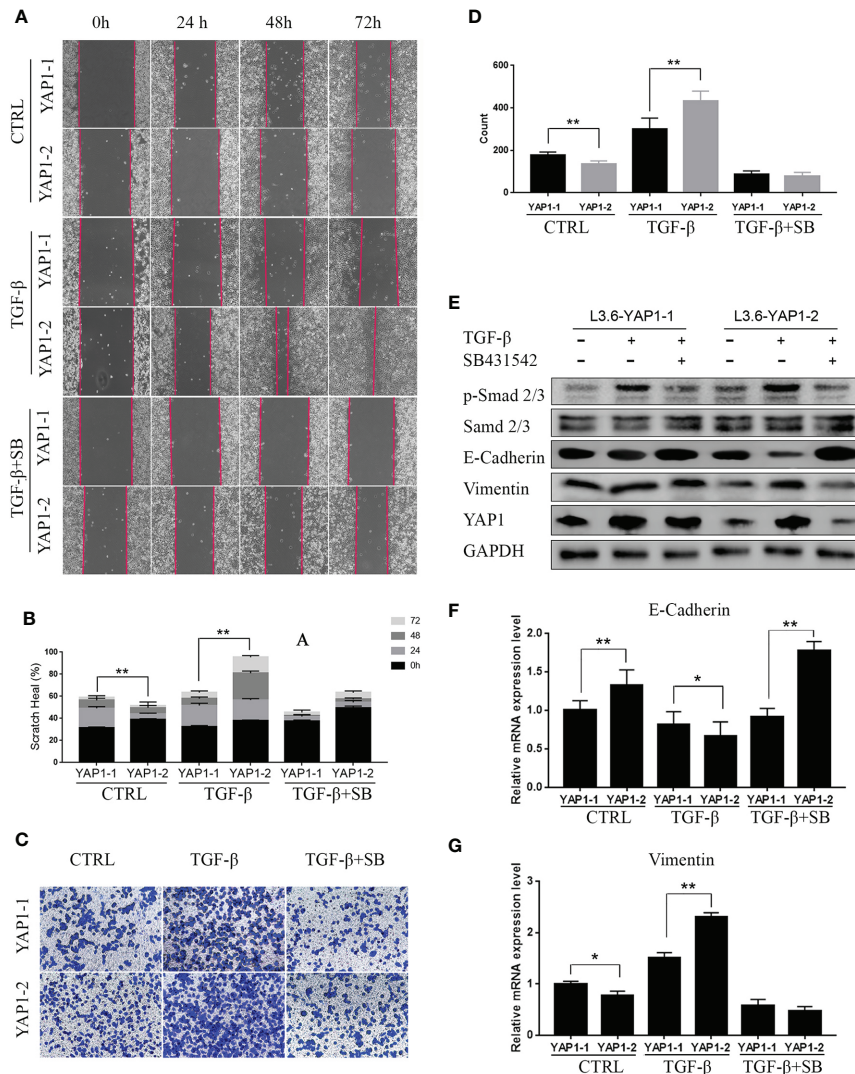 A
0h 24 h 48h 72h
CTRL
YAP1-1
YAP1-2
TGF-β
YAP1-1
YAP1-2
TGF-β+SB
YAP1-1
YAP1-2
B
A
72
48
24
0h
Scratch Heal (%)
100
80
60
40
20
0
**
**
YAP1-1 YAP1-2 YAP1-1 YAP1-2 YAP1-1 YAP1-2
CTRL TGF-β TGF-β+SB
C
CTRL TGF-β TGF-β+SB
YAP1-1
YAP1-2
D
Count
600
400
200
0
**
**
YAP1-1 YAP1-2 YAP1-1 YAP1-2 YAP1-1 YAP1-2
CTRL TGF-β TGF-β+SB
E
L3.6-YAP1-1 L3.6-YAP1-2
TGF-β - + + - + +
SB431542 - - + - - +
p-Smad 2/3
Samd 2/3
E-Cadherin
Vimentin
YAP1
GAPDH
F
E-Cadherin
Relative mRNA expression level
2.0
1.5
1.0
0.5
0.0
**
*
**
YAP1-1 YAP1-2 YAP1-1 YAP1-2 YAP1-1 YAP1-2
CTRL TGF-β TGF-β+SB
G
Vimentin
Relative mRNA expression level
3
2
1
0
*
**
YAP1-1 YAP1-2 YAP1-1 YAP1-2 YAP1-1 YAP1-2
CTRL TGF-β TGF-β+SB